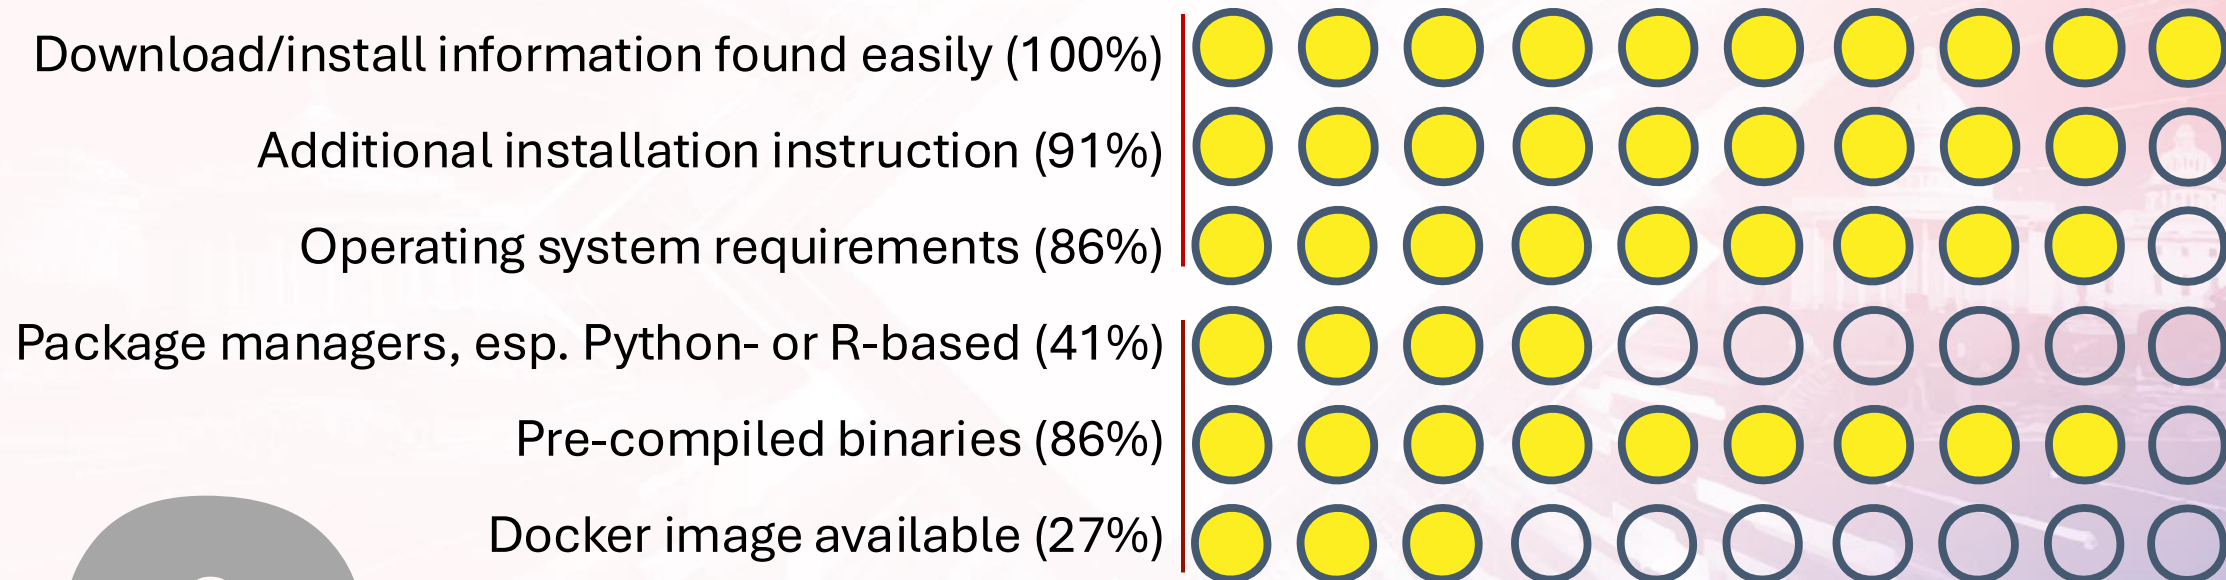 Download/install information found easily (100%)
Additional installation instruction (91%)
Operating system requirements (86%)
Package managers, esp. Python- or R-based (41%)
Pre-compiled binaries (86%)
Docker image available (27%)